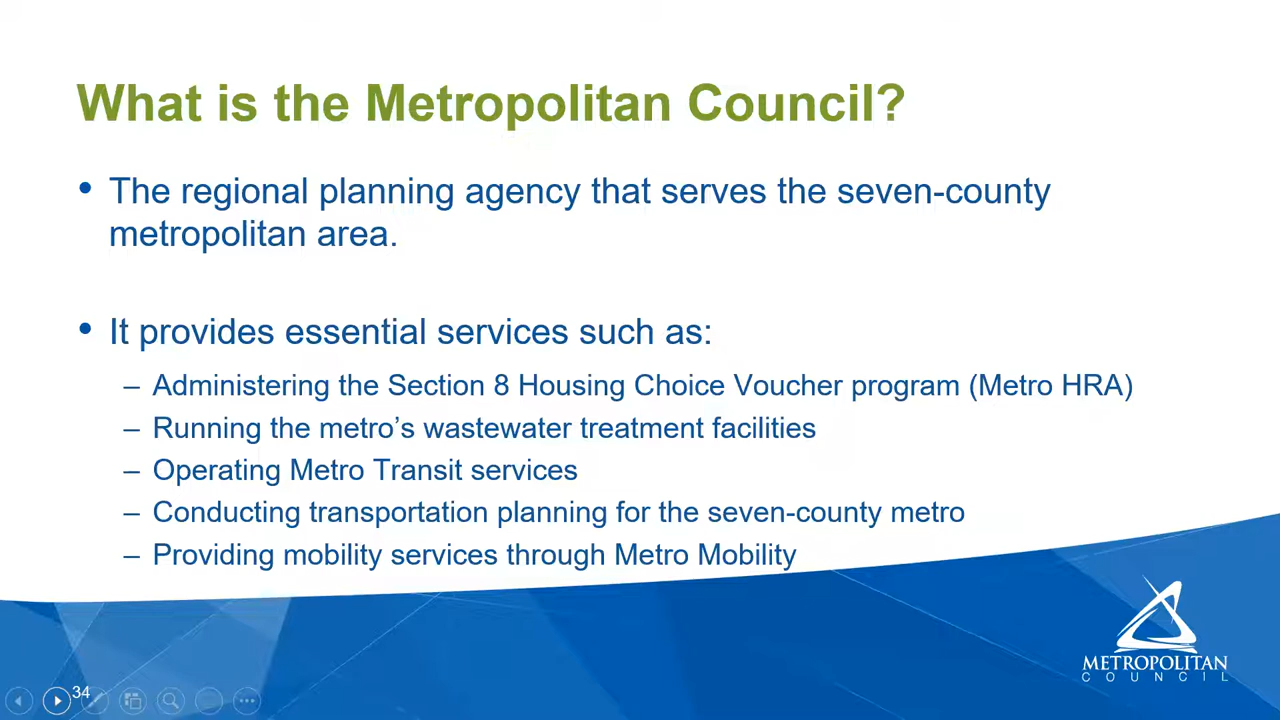 What is the Metropolitan Council?
• The regional planning agency that serves the seven-county
metropolitan area.
• It provides essential services such as:
– Administering the Section 8 Housing Choice Voucher program (Metro HRA)
– Running the metro’s wastewater treatment facilities
– Operating Metro Transit services
– Conducting transportation planning for the seven-county metro
– Providing mobility services through Metro Mobility
METROPOLITAN
COUNCIL
34